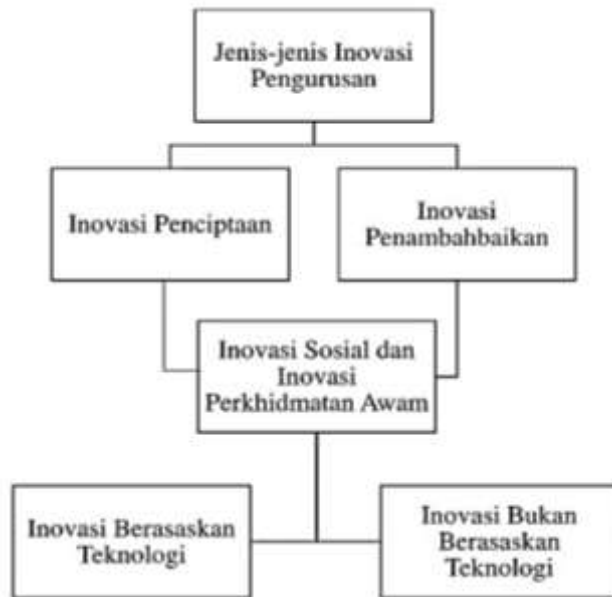 Jenis-jenis Inovasi
Pengurusan
Inovasi Penciptaan
Inovasi
Penambahbaikan
Inovasi Sosial dan
Inovasi
Perkhidmatan Awam
Inovasi Berasaskan
Teknologi
Inovasi Bukan
Berasaskan
Teknologi